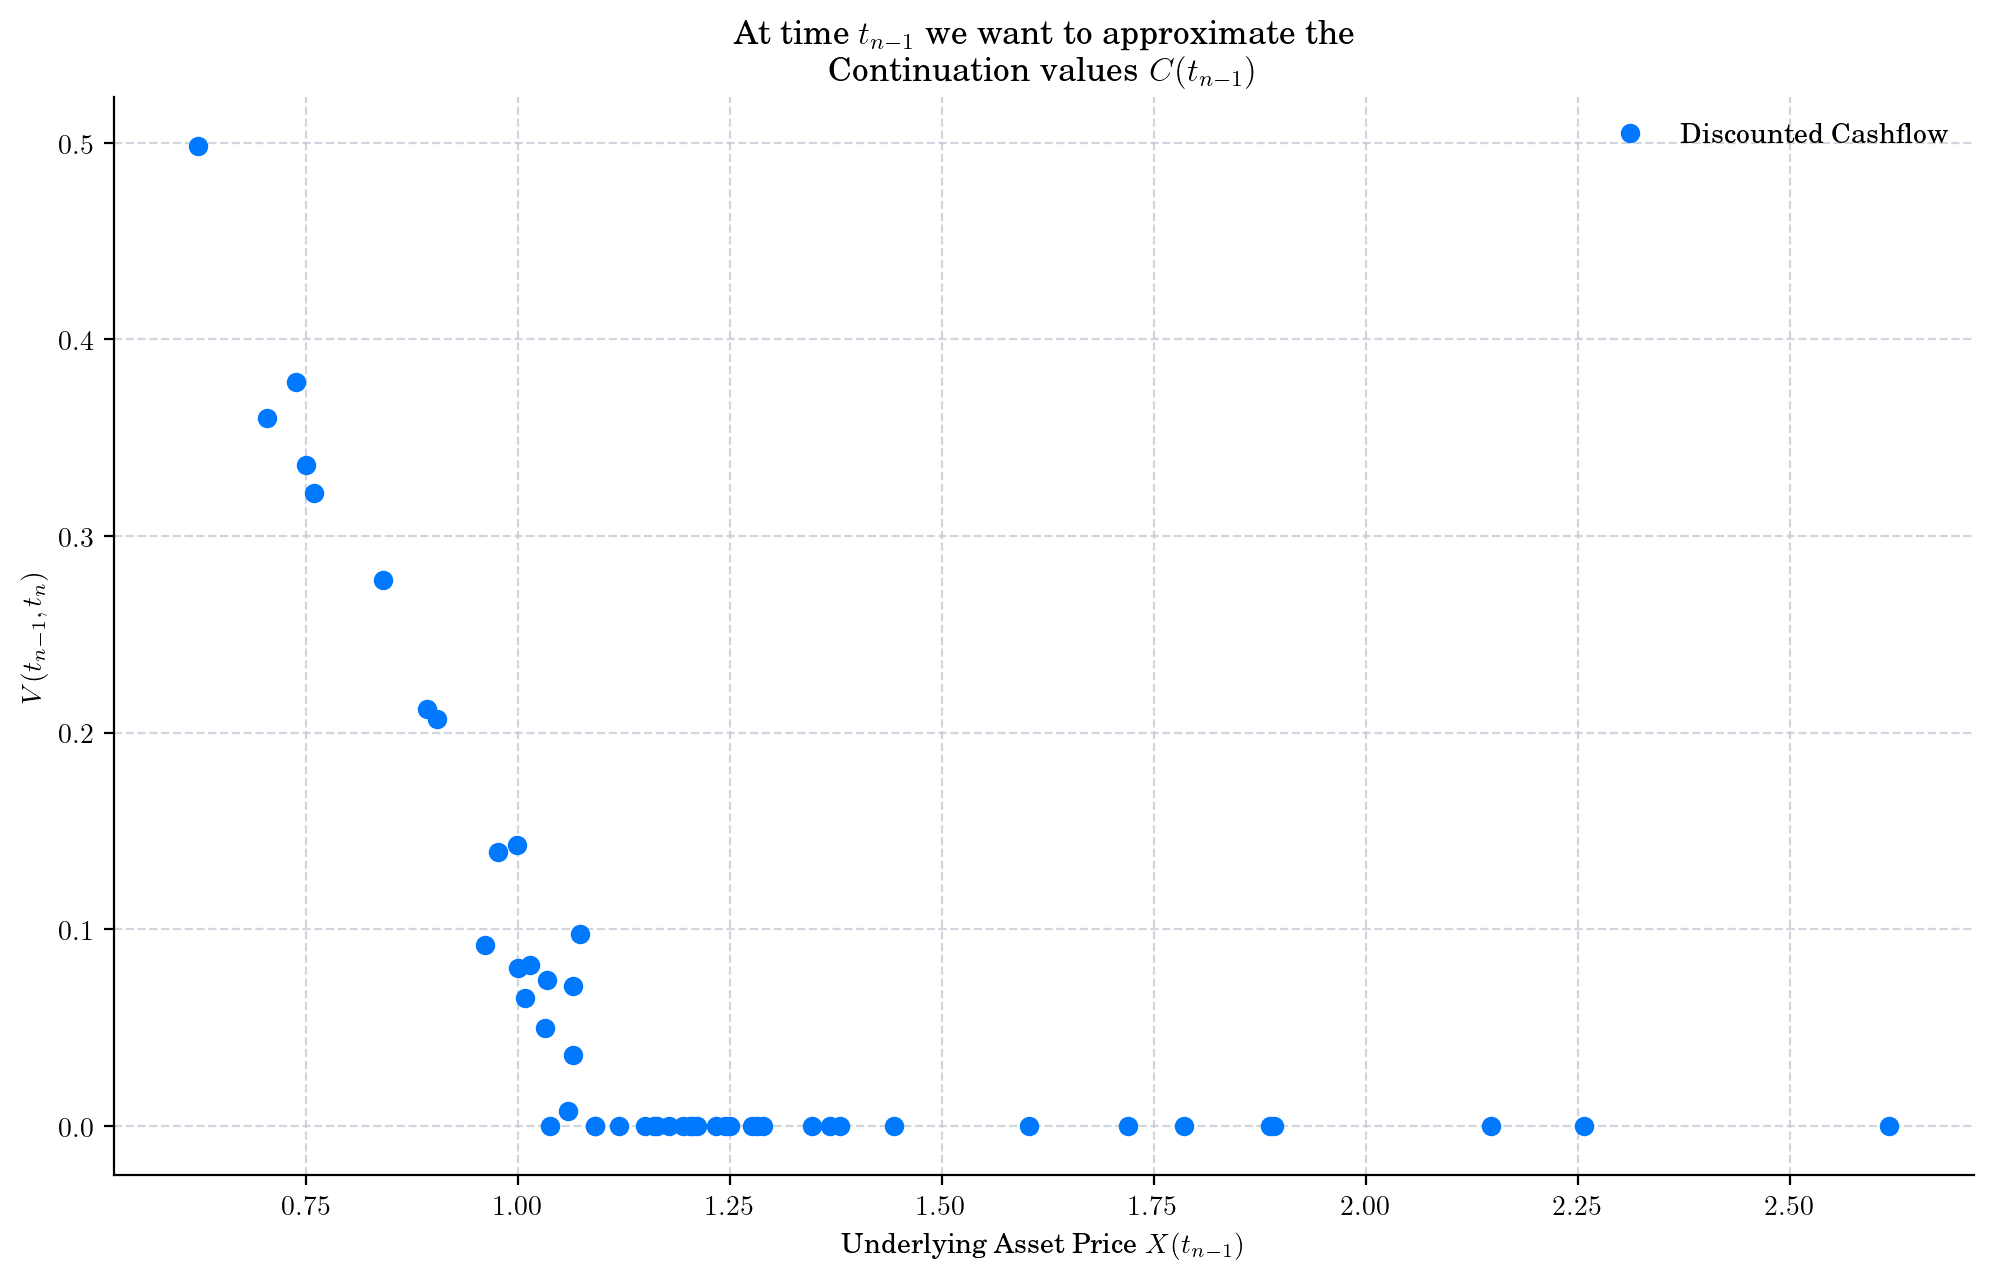 At time $t_{n-1}$ we want to approximate the
Continuation values $C(t_{n-1})$
Discounted Cashflow
0.5
0.4
0.3
0.2
0.1
0.0
$V(t_{n-1}, t_n)$
0.75 1.00 1.25 1.50 1.75 2.00 2.25 2.50
Underlying Asset Price $X(t_{n-1})$